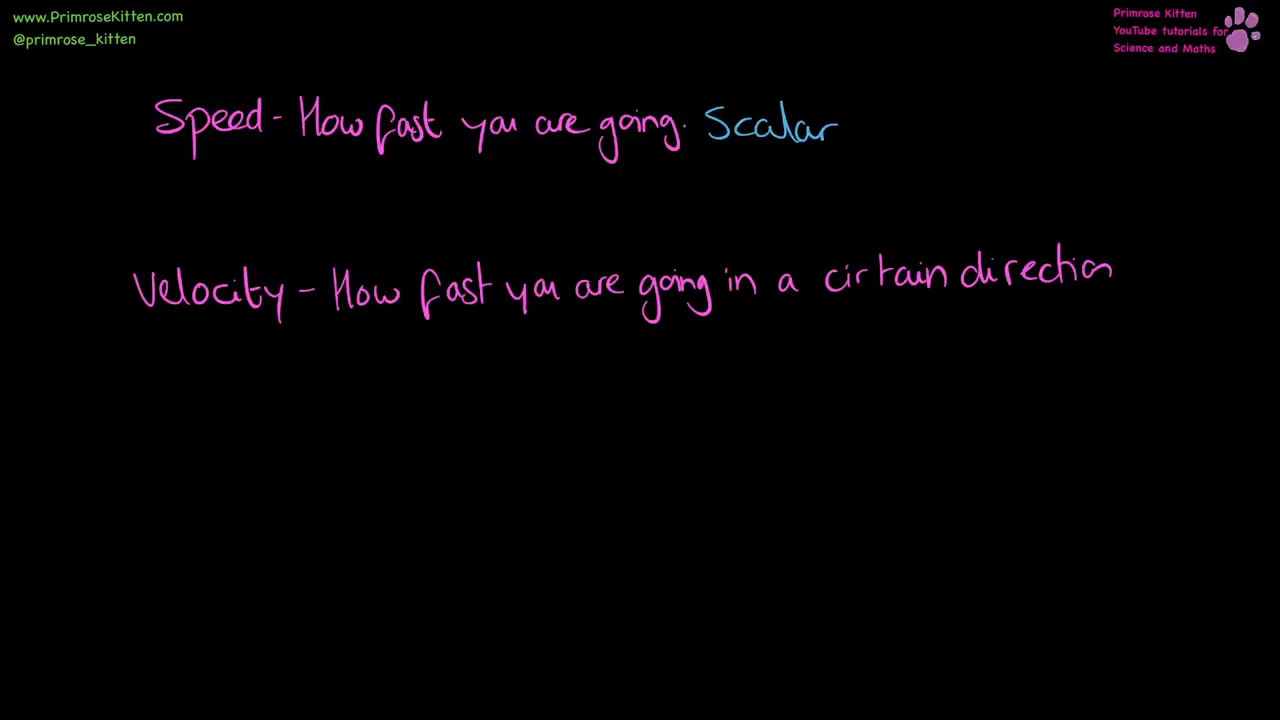 www.PrimroseKitten.com
@primrose_kitten
Primrose Kitten
YouTube tutorials for
Science and Maths
Speed - How fast you are going. Scalar
Velocity - How fast you are going in a cirtain direction